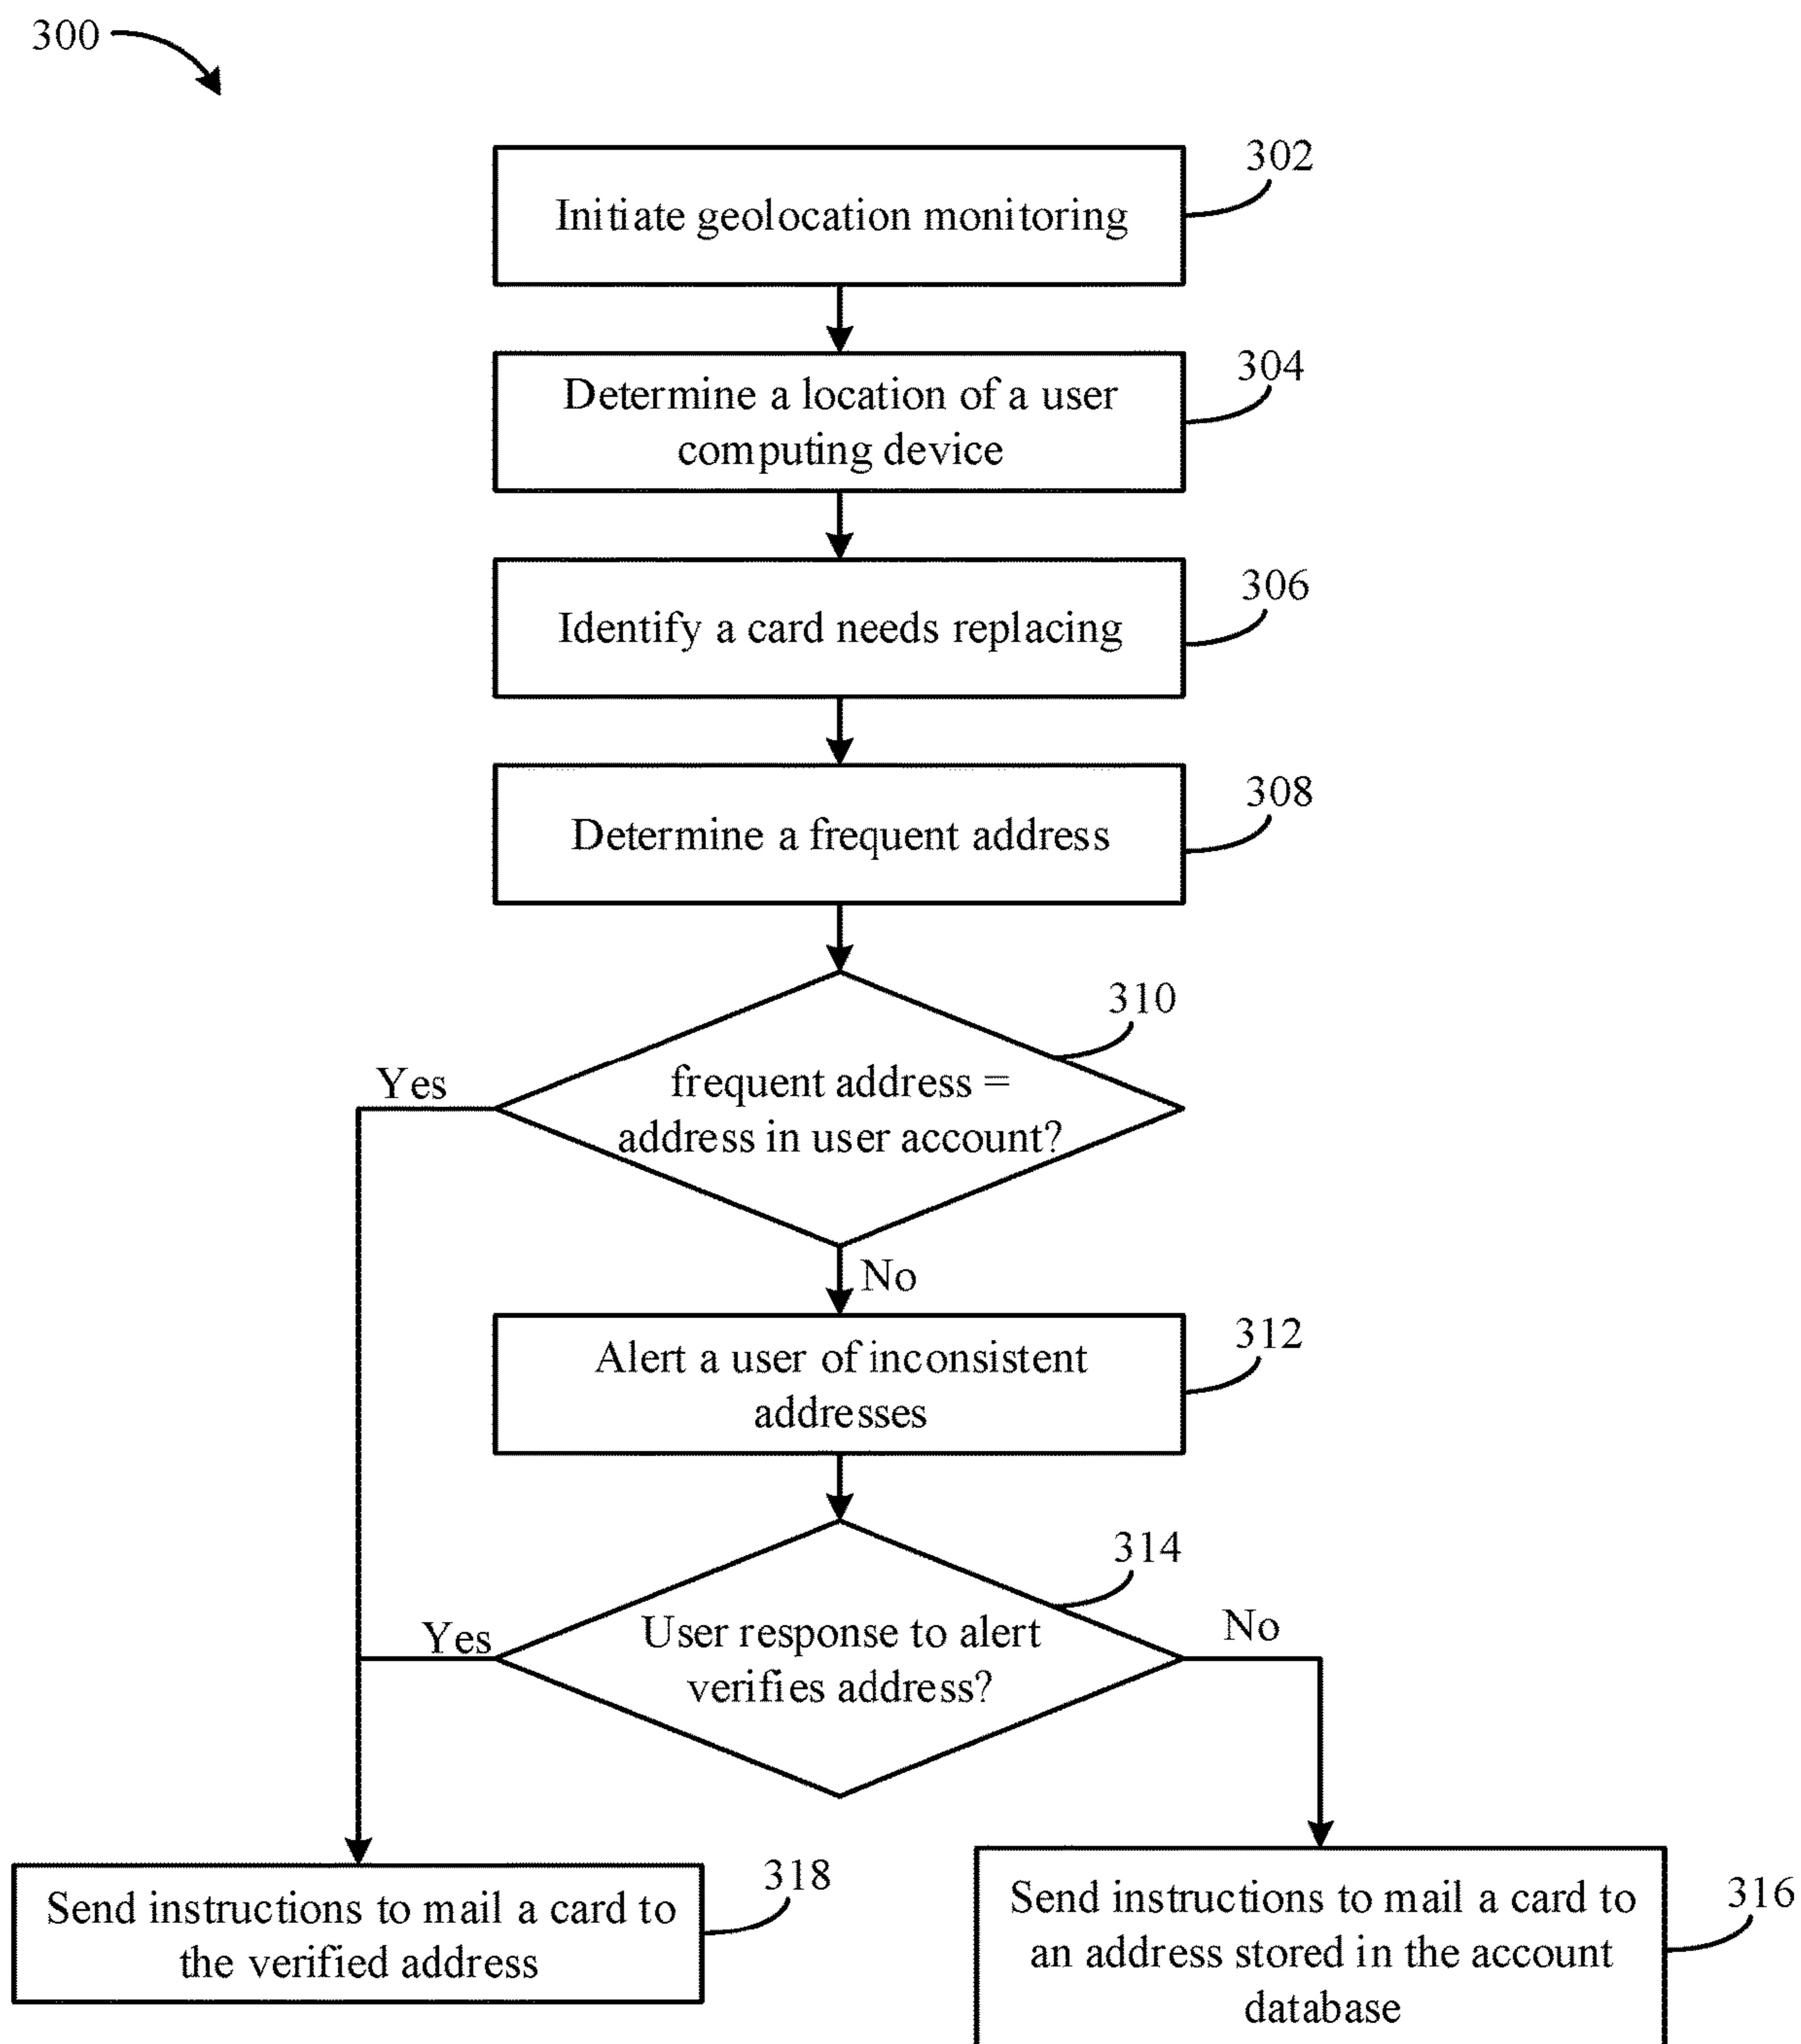 300
302
Initiate geolocation monitoring
304
Determine a location of a user
computing device
306
Identify a card needs replacing
308
Determine a frequent address
310
Yes
frequent address =
address in user account?
No
312
Alert a user of inconsistent
addresses
314
Yes
User response to alert
verifies address?
No
318
Send instructions to mail a card to
the verified address
316
Send instructions to mail a card to
an address stored in the account
database